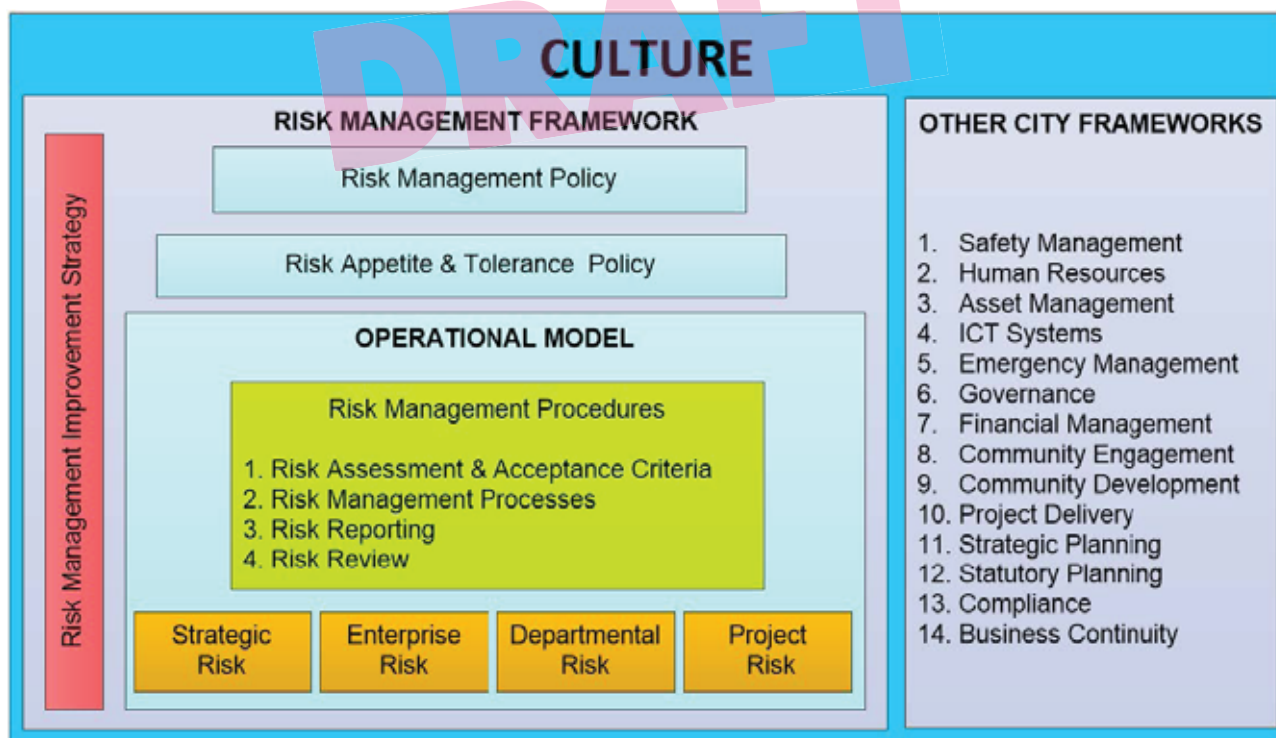 DRAFT
CULTURE
RISK MANAGEMENT FRAMEWORK
Risk Management Improvement Strategy
Risk Management Policy
Risk Appetite & Tolerance Policy
OPERATIONAL MODEL
Risk Management Procedures
1. Risk Assessment & Acceptance Criteria
2. Risk Management Processes
3. Risk Reporting
4. Risk Review
Strategic
Risk
Enterprise
Risk
Departmental
Risk
Project
Risk
OTHER CITY FRAMEWORKS
1. Safety Management
2. Human Resources
3. Asset Management
4. ICT Systems
5. Emergency Management
6. Governance
7. Financial Management
8. Community Engagement
9. Community Development
10. Project Delivery
11. Strategic Planning
12. Statutory Planning
13. Compliance
14. Business Continuity